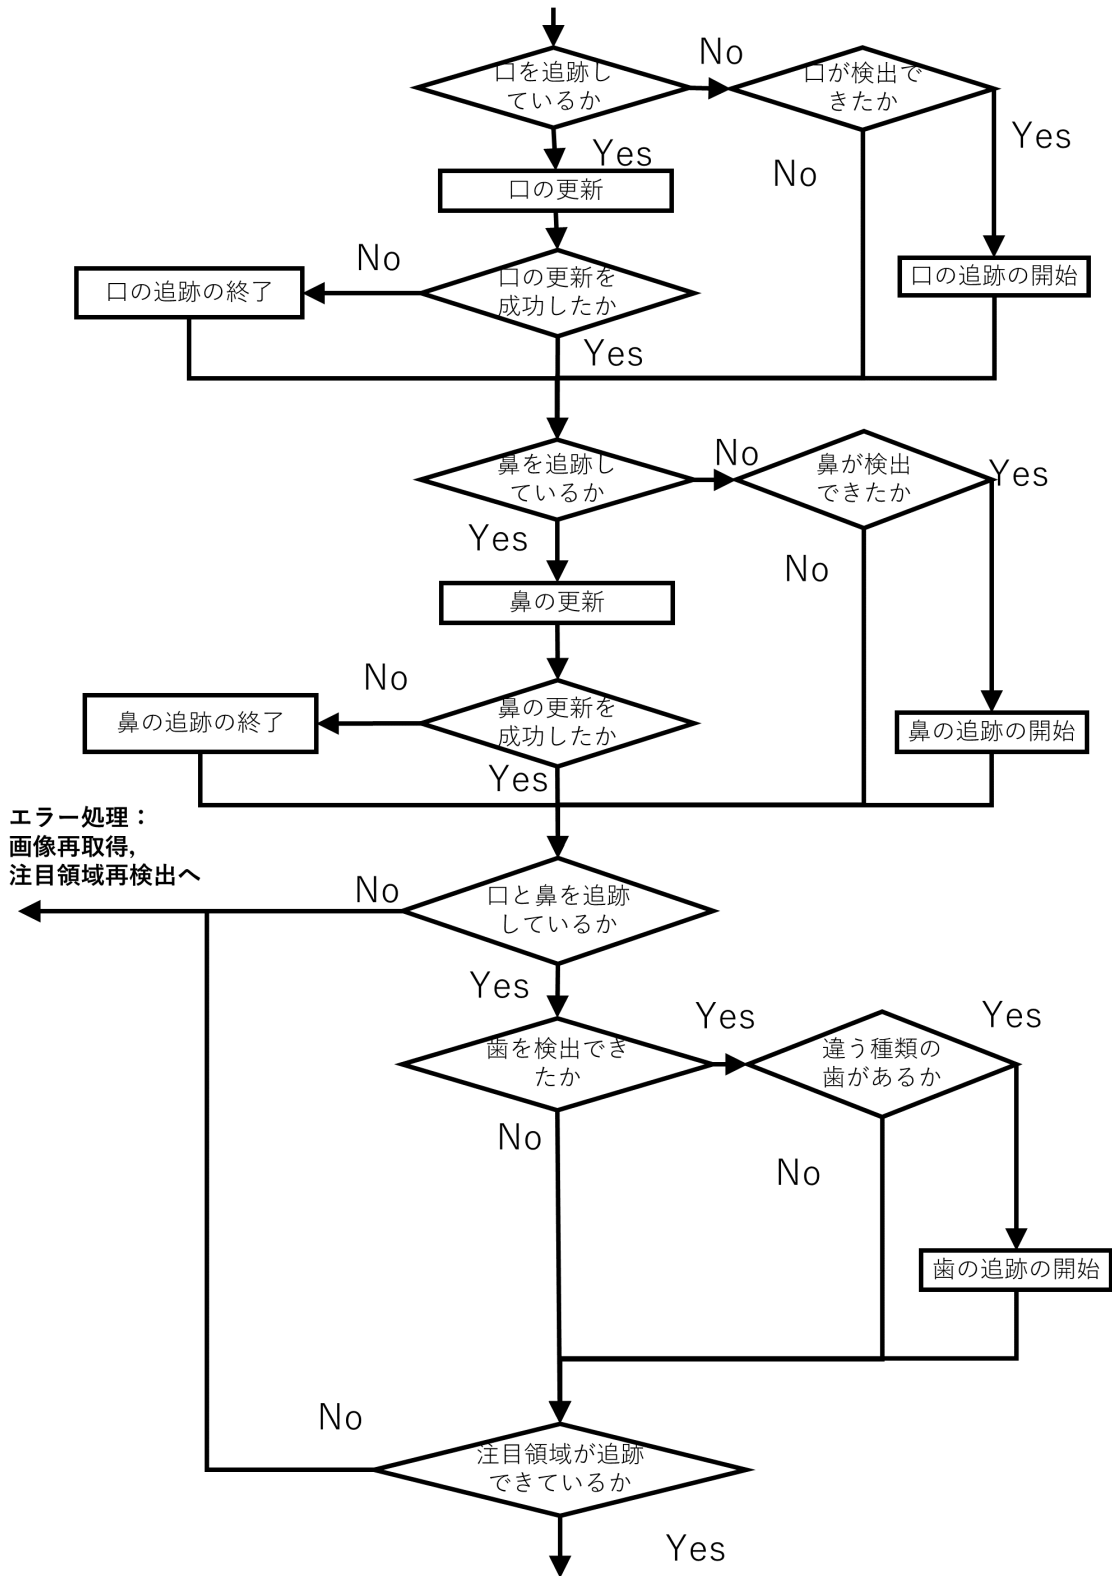 口を追跡し
ているか
No
口が検出で
きたか
Yes
Yes
No
口の更新
No
口の追跡の終了
口の更新を
成功したか
口の追跡の開始
Yes
鼻を追跡し
ているか
No
鼻が検出
できたか
Yes
Yes
No
鼻の更新
No
鼻の追跡の終了
鼻の更新を
成功したか
鼻の追跡の開始
Yes
エラー処理：
画像再取得,
注目領域再検出へ
No
口と鼻を追跡
しているか
Yes
歯を検出でき
たか
Yes
違う種類の
歯があるか
Yes
No
No
歯の追跡の開始
No
注目領域が追跡
できているか
Yes